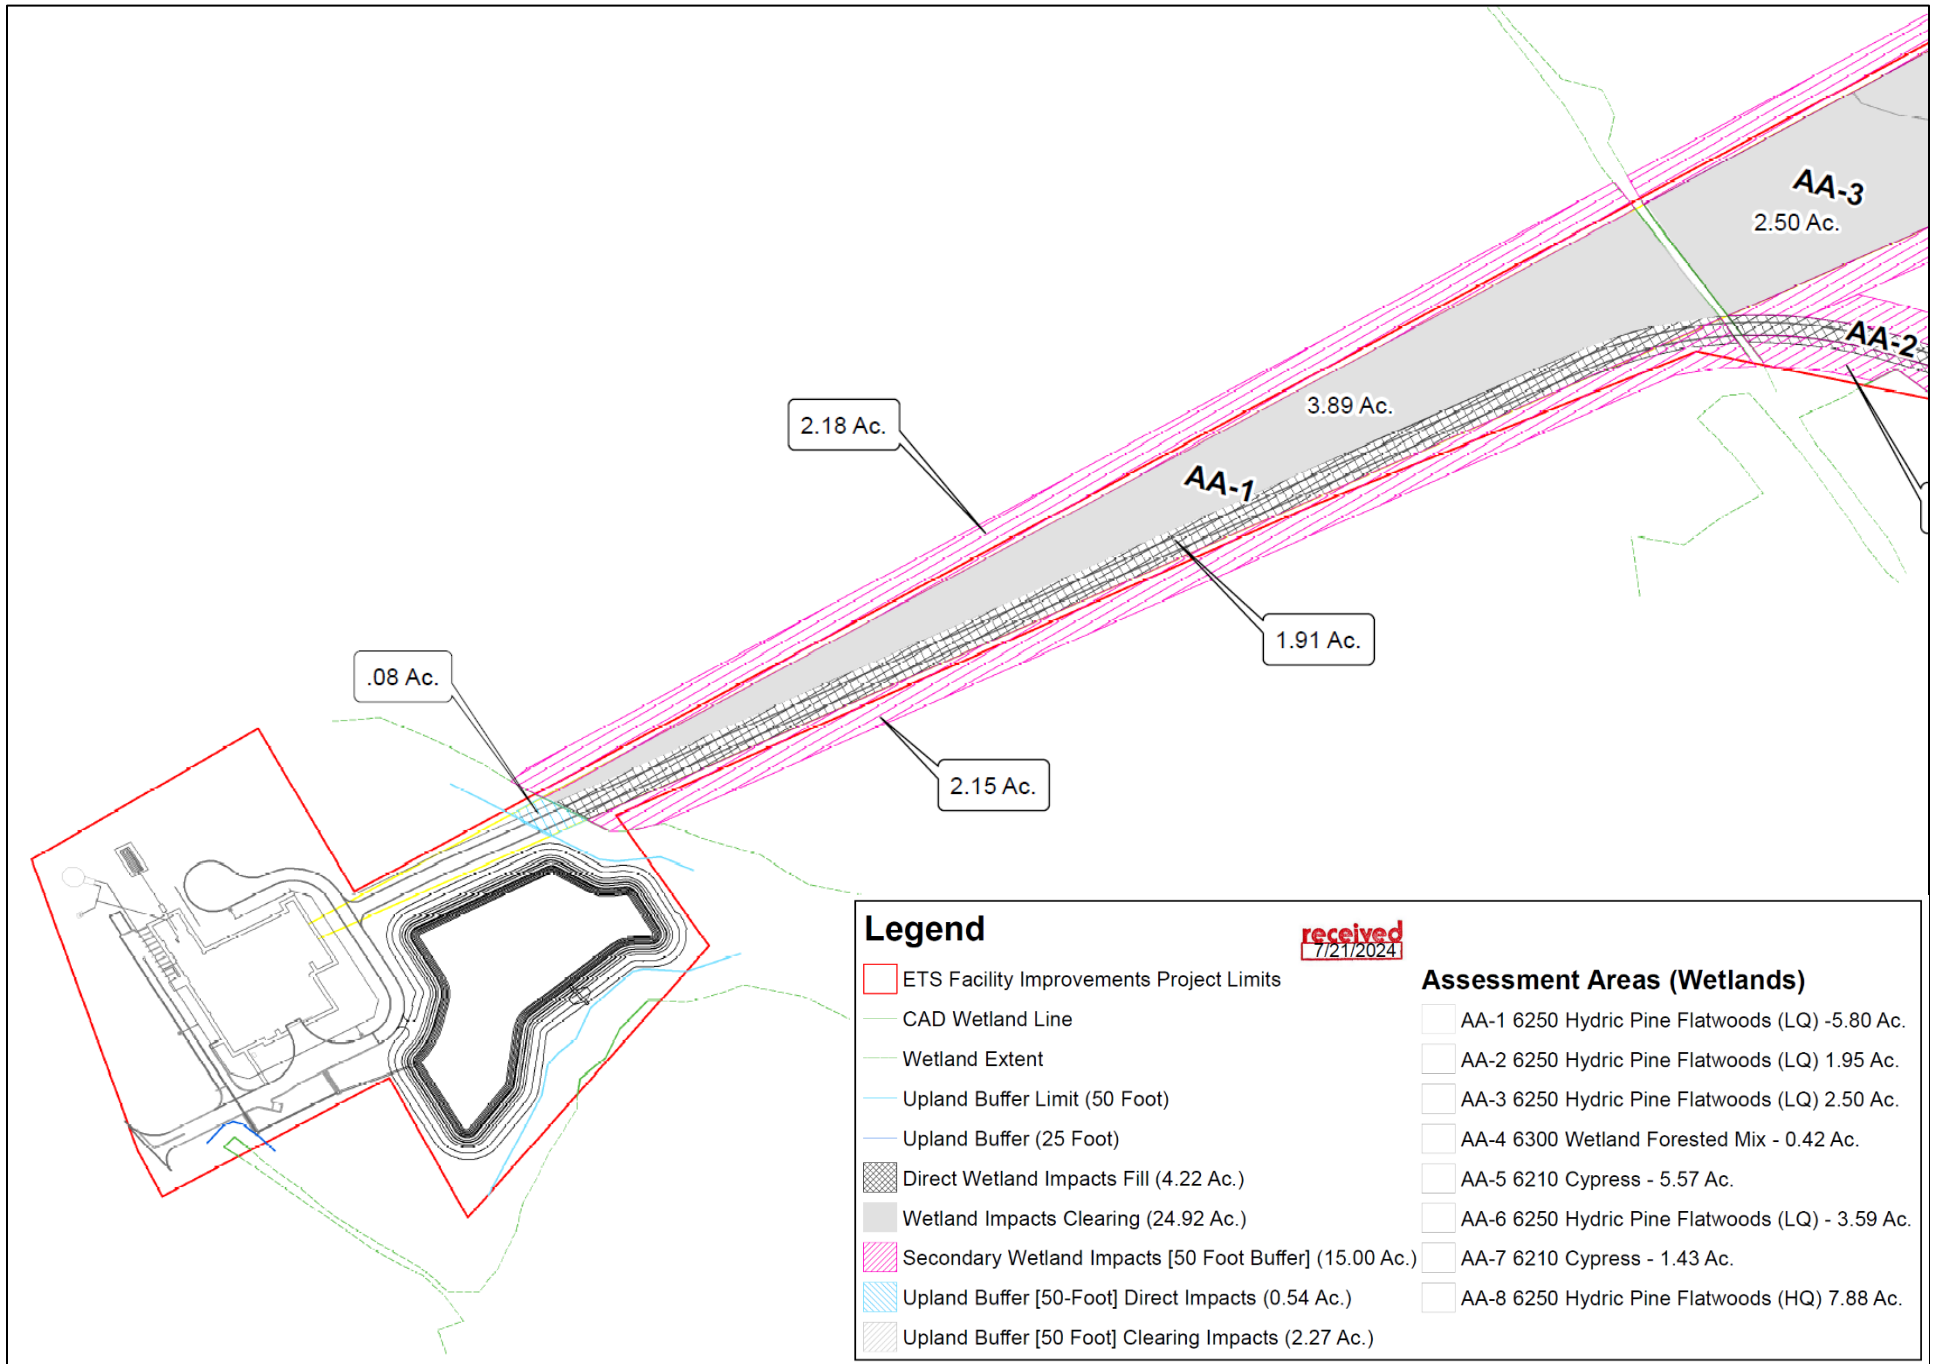 AA-3
2.50 Ac.
AA-2
3.89 Ac.
2.18 Ac.
AA-1
1.91 Ac.
.08 Ac.
2.15 Ac.
Legend
received
7/21/2024
ETS Facility Improvements Project Limits
CAD Wetland Line
Wetland Extent
Upland Buffer Limit (50 Foot)
Upland Buffer (25 Foot)
Direct Wetland Impacts Fill (4.22 Ac.)
Wetland Impacts Clearing (24.92 Ac.)
Secondary Wetland Impacts [50 Foot Buffer] (15.00 Ac.)
Upland Buffer [50-Foot] Direct Impacts (0.54 Ac.)
Upland Buffer [50 Foot] Clearing Impacts (2.27 Ac.)
Assessment Areas (Wetlands)
AA-1 6250 Hydric Pine Flatwoods (LQ) -5.80 Ac.
AA-2 6250 Hydric Pine Flatwoods (LQ) 1.95 Ac.
AA-3 6250 Hydric Pine Flatwoods (LQ) 2.50 Ac.
AA-4 6300 Wetland Forested Mix - 0.42 Ac.
AA-5 6210 Cypress - 5.57 Ac.
AA-6 6250 Hydric Pine Flatwoods (LQ) - 3.59 Ac.
AA-7 6210 Cypress - 1.43 Ac.
AA-8 6250 Hydric Pine Flatwoods (HQ) 7.88 Ac.